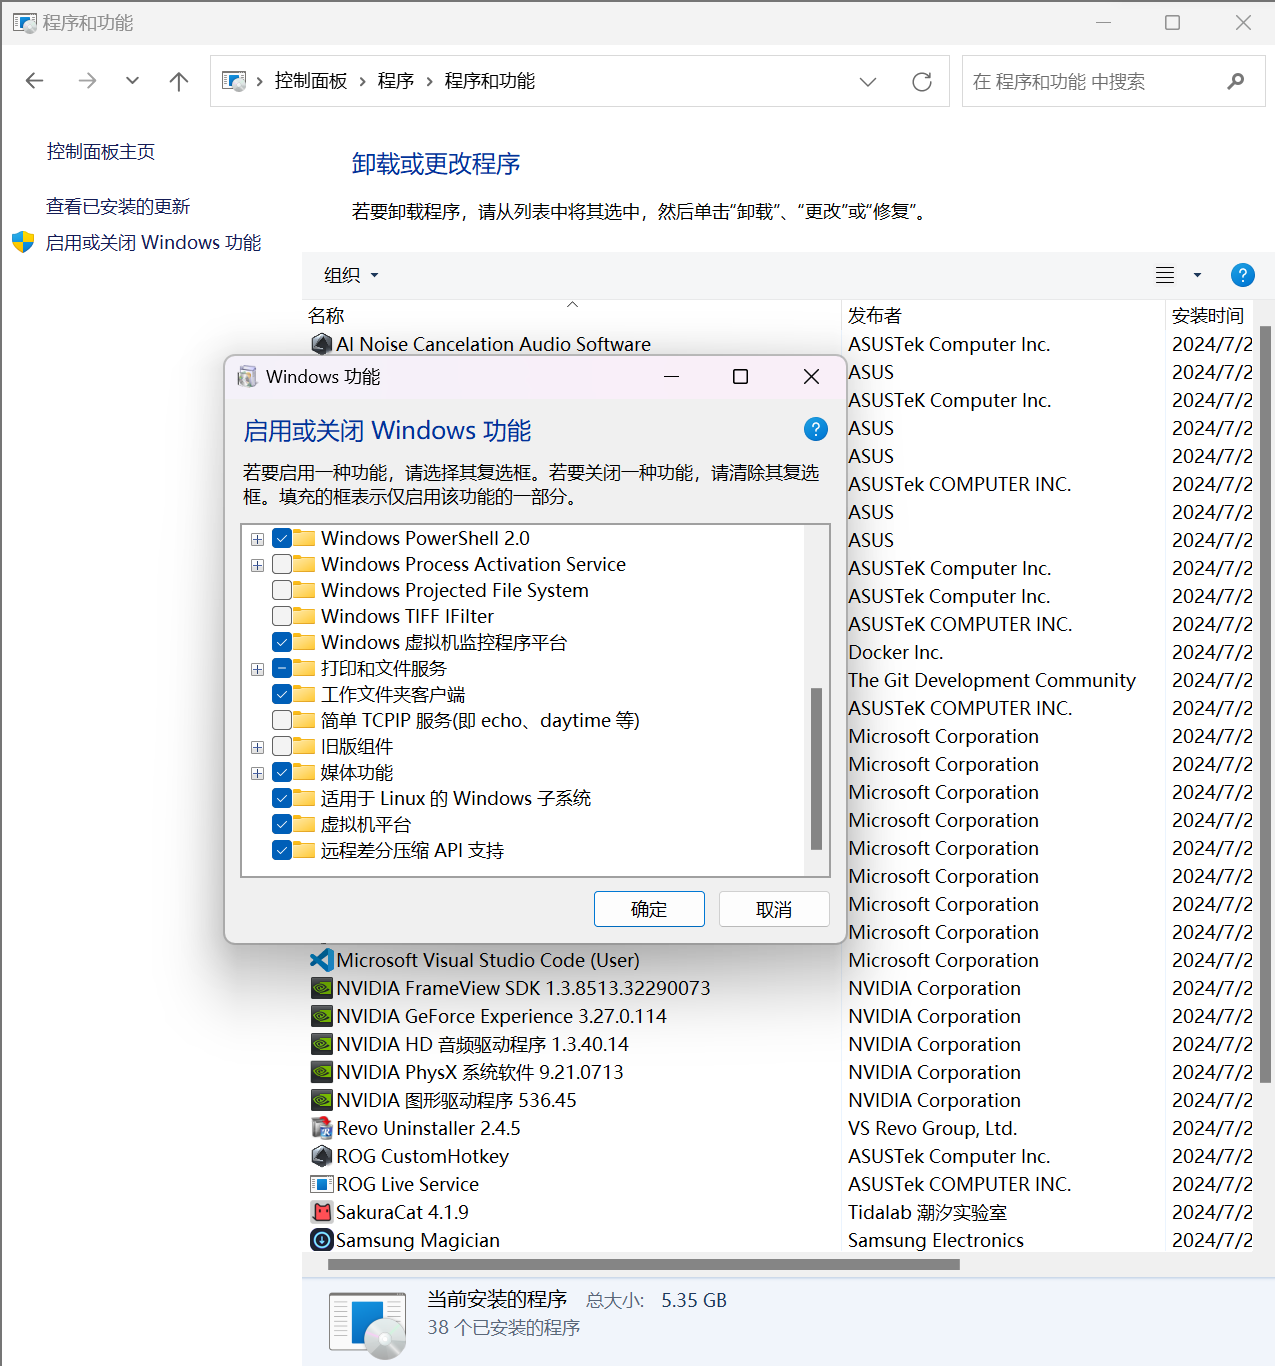 程序和功能
控制面板 程序 程序和功能
在 程序和功能 中搜索
控制面板主页
查看已安装的更新
启用或关闭 Windows 功能
卸载或更改程序
若要卸载程序，请从列表中将其选中，然后单击“卸载”、“更改”或“修复”。
组织
名称 发布者 安装时间
AI Noise Cancelation Audio Software ASUSTek Computer Inc. 2024/7/2
ASUS 2024/7/2
ASUSTeK Computer Inc. 2024/7/2
ASUS 2024/7/2
ASUS 2024/7/2
ASUSTek COMPUTER INC. 2024/7/2
ASUS 2024/7/2
ASUS 2024/7/2
ASUSTeK Computer Inc. 2024/7/2
ASUSTek Computer Inc. 2024/7/2
ASUSTeK COMPUTER INC. 2024/7/2
Docker Inc. 2024/7/2
The Git Development Community 2024/7/2
ASUSTeK COMPUTER INC. 2024/7/2
Microsoft Corporation 2024/7/2
Microsoft Corporation 2024/7/2
Microsoft Corporation 2024/7/2
Microsoft Corporation 2024/7/2
Microsoft Corporation 2024/7/2
Microsoft Corporation 2024/7/2
Microsoft Corporation 2024/7/2
Microsoft Corporation 2024/7/2
Microsoft Visual Studio Code (User) Microsoft Corporation 2024/7/2
NVIDIA FrameView SDK 1.3.8513.32290073 NVIDIA Corporation 2024/7/2
NVIDIA GeForce Experience 3.27.0.114 NVIDIA Corporation 2024/7/2
NVIDIA HD 音频驱动程序 1.3.40.14 NVIDIA Corporation 2024/7/2
NVIDIA PhysX 系统软件 9.21.0713 NVIDIA Corporation 2024/7/2
NVIDIA 图形驱动程序 536.45 NVIDIA Corporation 2024/7/2
Revo Uninstaller 2.4.5 VS Revo Group, Ltd. 2024/7/2
ROG CustomHotkey ASUSTek Computer Inc. 2024/7/2
ROG Live Service ASUSTek COMPUTER INC. 2024/7/2
SakuraCat 4.1.9 Tidalab 潮汐实验室 2024/7/2
Samsung Magician Samsung Electronics 2024/7/2
当前安装的程序 总大小: 5.35 GB
38 个已安装的程序
Windows 功能
启用或关闭 Windows 功能
若要启用一种功能，请选择其复选框。若要关闭一种功能，请清除其复选
框。填充的框表示仅启用该功能的一部分。
Windows PowerShell 2.0
Windows Process Activation Service
Windows Projected File System
Windows TIFF IFilter
Windows 虚拟机监控程序平台
打印和文件服务
工作文件夹客户端
简单 TCPIP 服务(即 echo、daytime 等)
旧版组件
媒体功能
适用于 Linux 的 Windows 子系统
虚拟机平台
远程差分压缩 API 支持
确定 取消